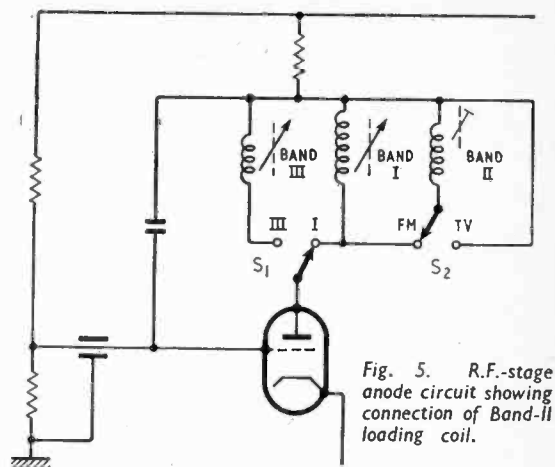 BAND
III
BAND
I
BAND
II
III
I
FM
TV
S1
S2
Fig. 5. R.F.-stage
anode circuit showing
connection of Band-II
loading coil.